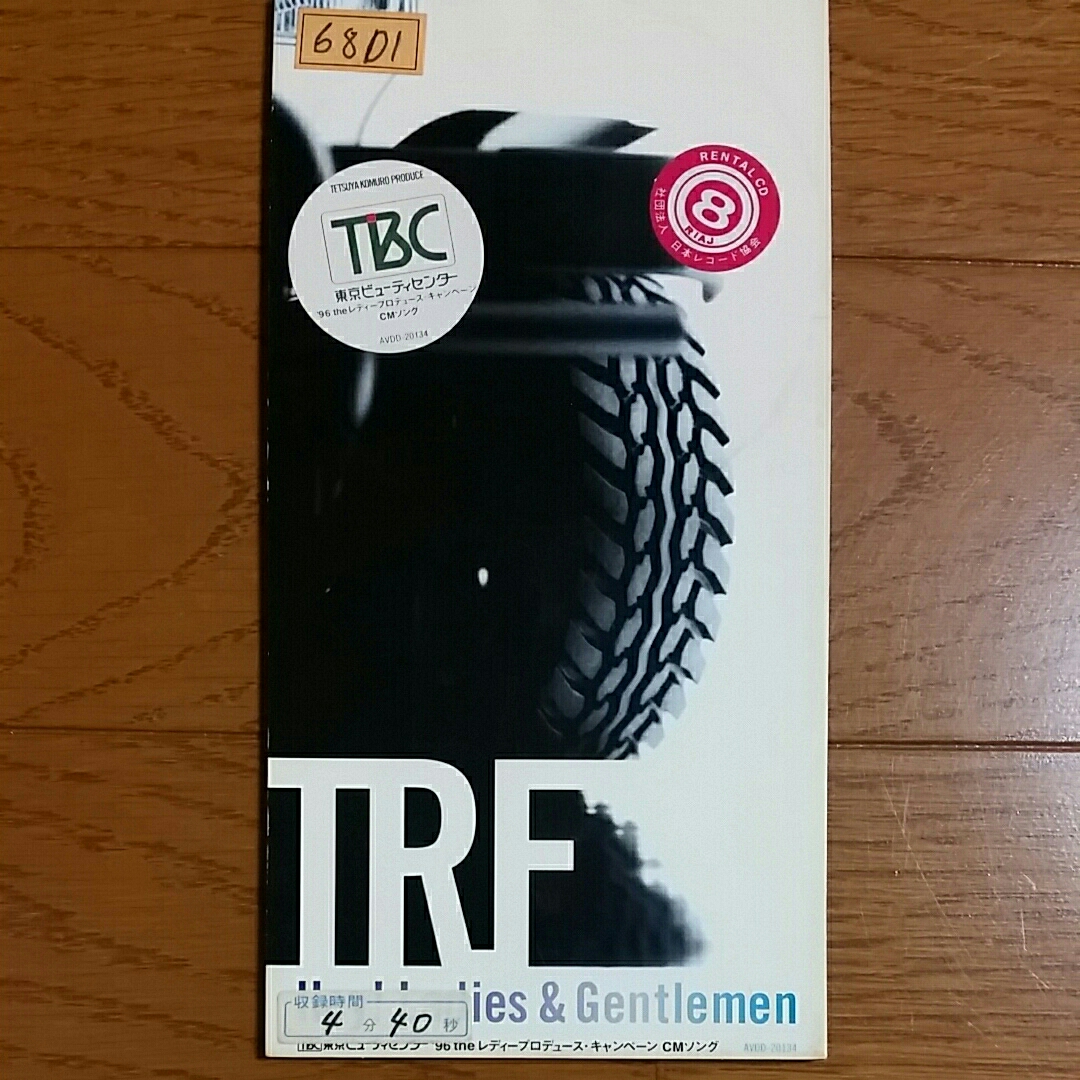 68D1
TETSUYA KOMURO PRODUCE
TBC
東京ビューティセンター
'96 theレディープロデュース・キャンペーン
CMソング
AVDD-20134
RENTAL CD
8
RIAJ
社団法人 日本レコード協会
TRF
ies & Gentlemen
収録時間
4分40秒
TBC東京ビューティセンター '96 theレディープロデュース・キャンペーン CMソング
AVDD-20134